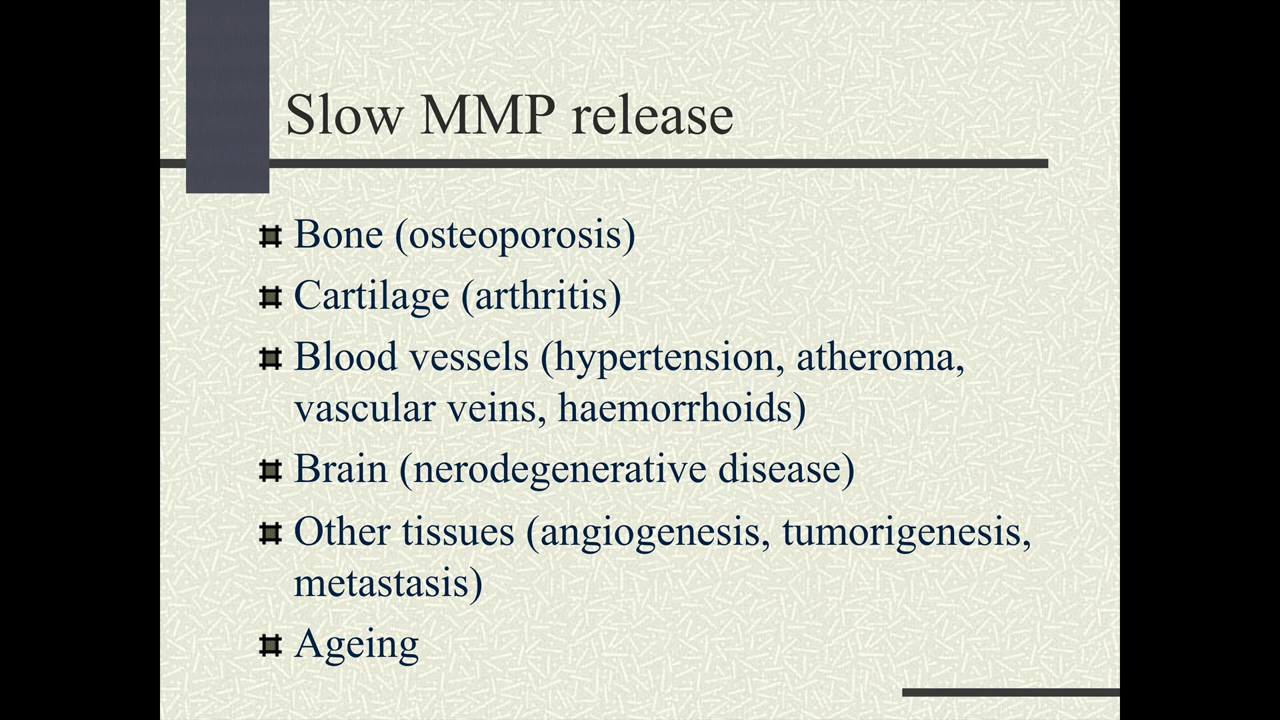 Slow MMP release
Bone (osteoporosis)
Cartilage (arthritis)
Blood vessels (hypertension, atheroma,
vascular veins, haemorrhoids)
Brain (nerodegenerative disease)
Other tissues (angiogenesis, tumorigenesis,
metastasis)
Ageing